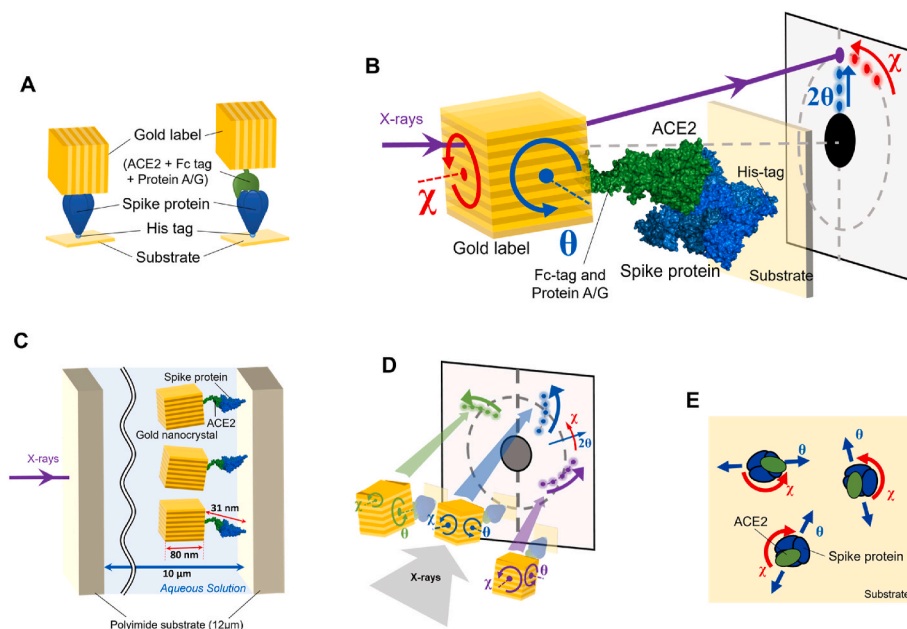 A
Gold label
(ACE2 + Fc tag
+ Protein A/G)
Spike protein
His tag
Substrate
B
X-rays
χ
θ
Gold label
ACE2
His-tag
Fc-tag and
Protein A/G
Spike protein
Substrate
2θ
χ
C
Spike protein
ACE2
Gold nanocrystal
X-rays
31 nm
80 nm
10 μm
Aqueous Solution
Polyimide substrate (12μm)
D
χ
2θ
χ
θ
χ
θ
χ
θ
X-rays
E
θ
χ
θ
χ
ACE2
θ
χ
Spike protein
Substrate